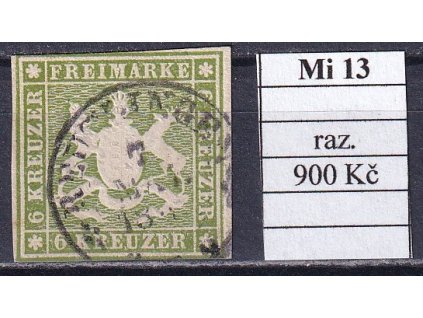 FREIMARKE
6 KREUZER
6 KREUZER
6 KREUZER
Mi 13
raz.
900 Kč